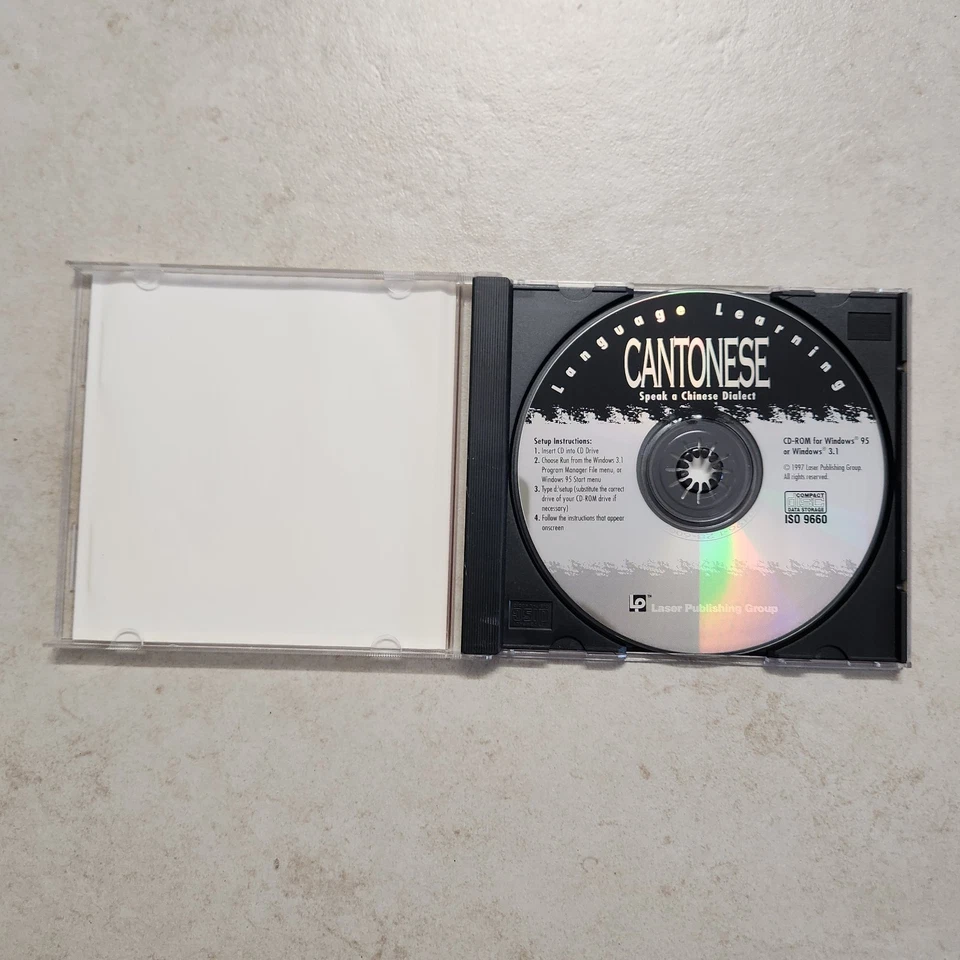 Language Learning
CANTONESE
Speak a Chinese Dialect
Setup Instructions:
1. Insert CD into CD Drive
2. Choose Run from the Windows 3.1
Program Manager File menu, or
Windows 95 Start menu
3. Type d:\setup (substitute the correct
drive of your CD-ROM drive if
necessary)
4. Follow the instructions that appear
onscreen
CD-ROM for Windows® 95
or Windows® 3.1
© 1997 Laser Publishing Group.
All rights reserved.
COMPACT
disc
DATA STORAGE
ISO 9660
LP™ Laser Publishing Group